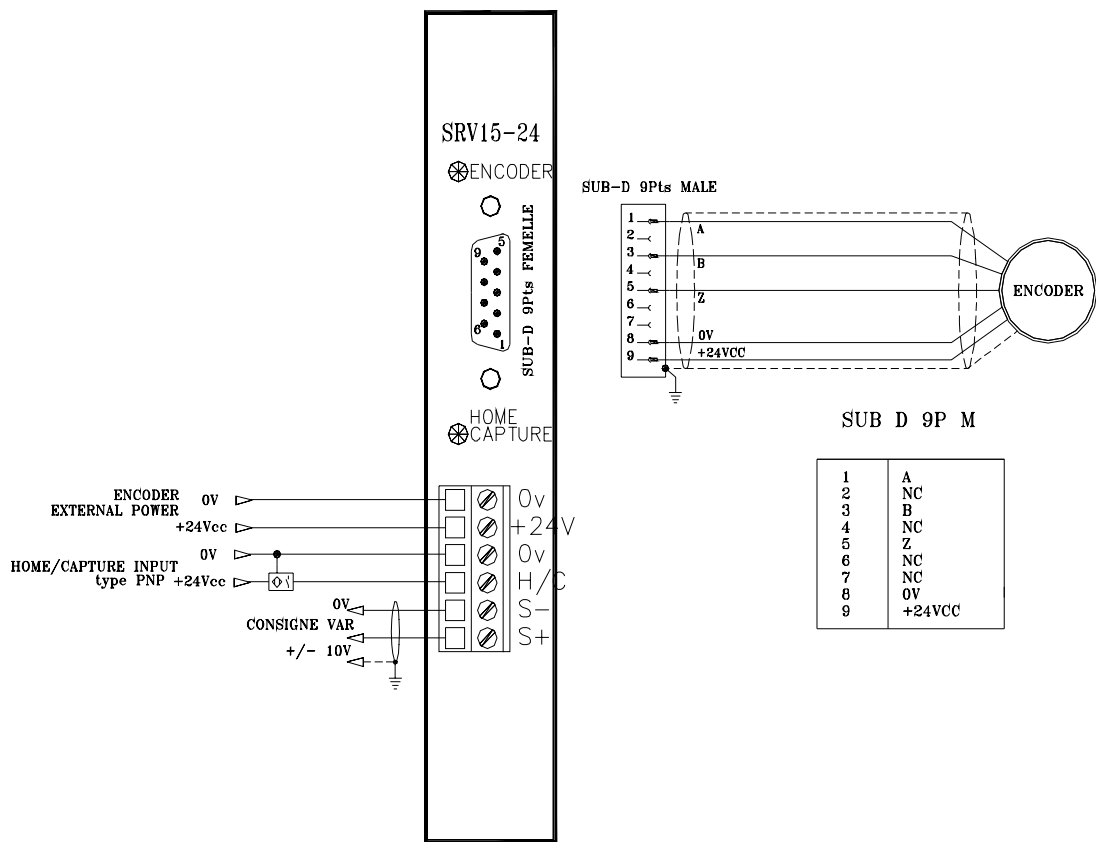 SRV15-24
ENCODER
SUB-D 9Pts FEMELLE
5
9
6
1
HOME
CAPTURE
ENCODER
EXTERNAL POWER
0V
+24Vcc
0V
HOME/CAPTURE INPUT
type PNP +24Vcc
0V
CONSIGNE VAR
+/- 10V
0v
+24V
0v
H/C
S-
S+
SUB-D 9Pts MALE
1
2
3
4
5
6
7
8
9
A
B
Z
0V
+24VCC
ENCODER
SUB D 9P M
1 A
2 NC
3 B
4 NC
5 Z
6 NC
7 NC
8 0V
9 +24VCC